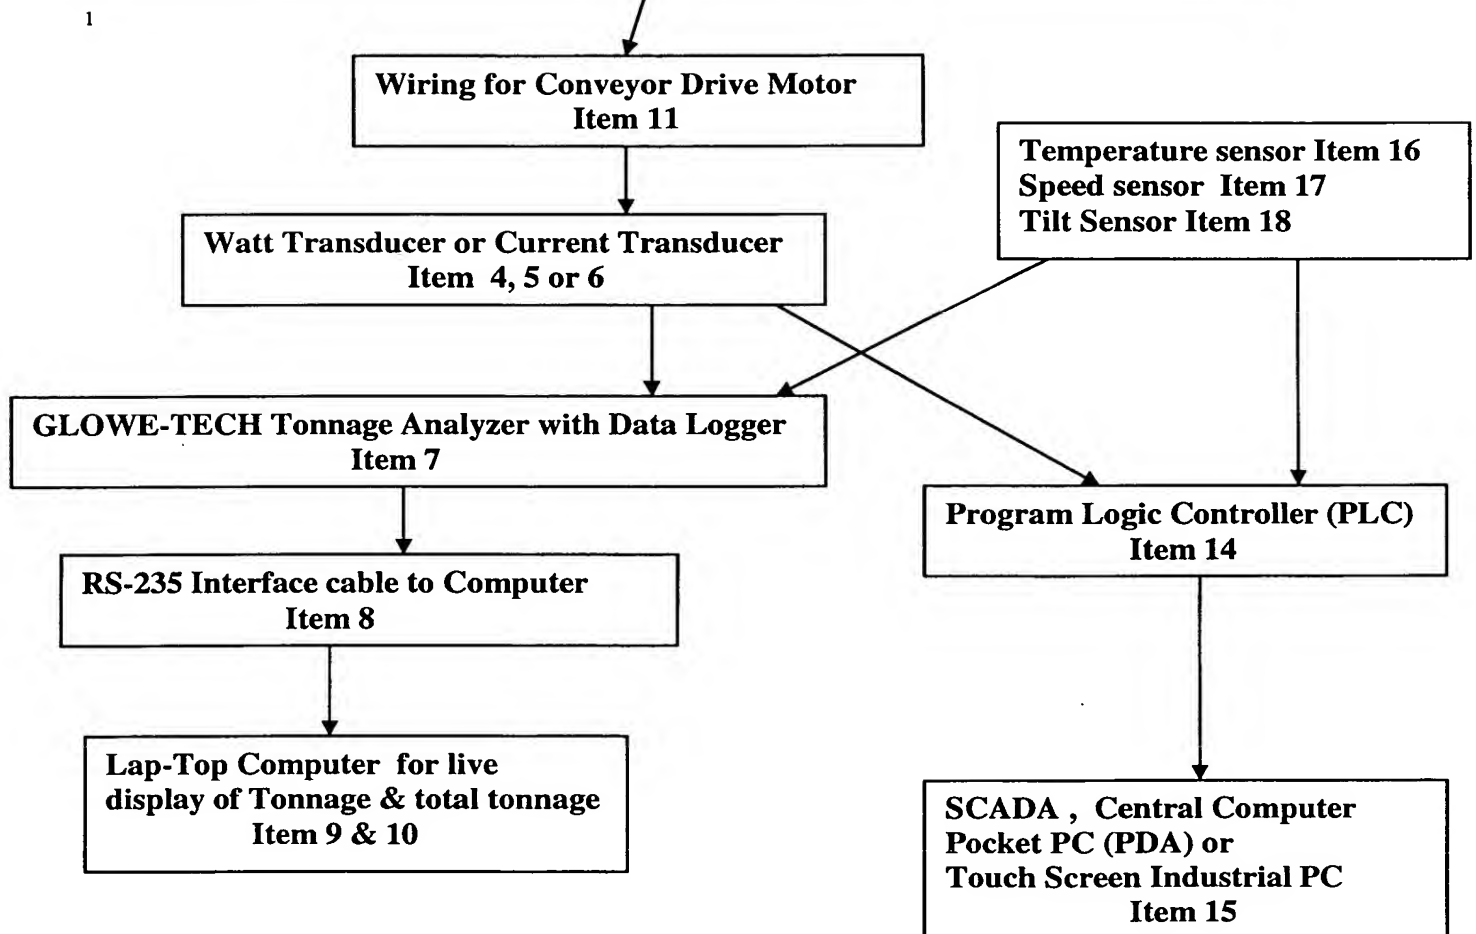 1
Wiring for Conveyor Drive Motor
Item 11
Temperature sensor Item 16
Speed sensor Item 17
Tilt Sensor Item 18
Watt Transducer or Current Transducer
Item 4, 5 or 6
GLOWE-TECH Tonnage Analyzer with Data Logger
Item 7
Program Logic Controller (PLC)
Item 14
RS-235 Interface cable to Computer
Item 8
Lap-Top Computer for live
display of Tonnage & total tonnage
Item 9 & 10
SCADA , Central Computer
Pocket PC (PDA) or
Touch Screen Industrial PC
Item 15